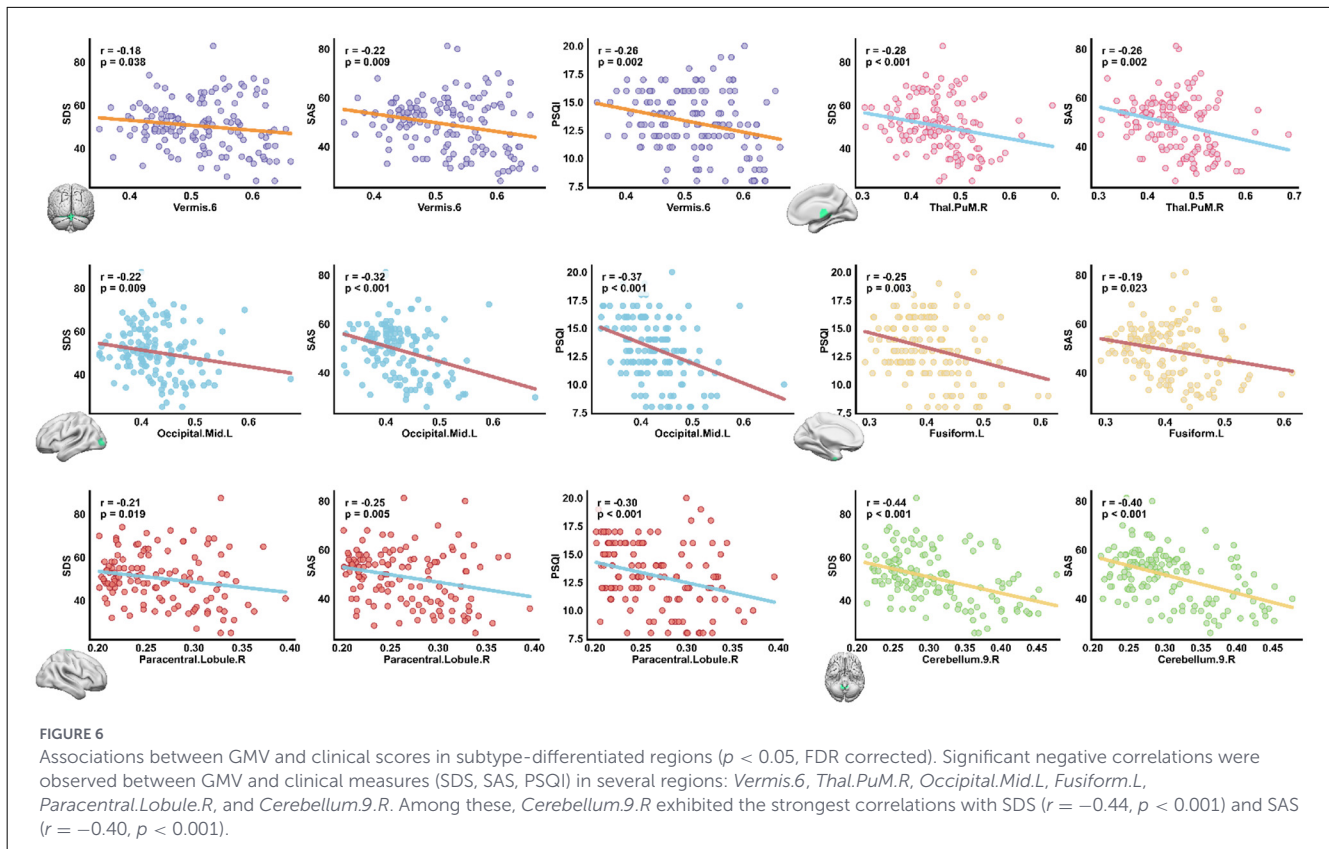 r = -0.18
p = 0.038
80
60
40
SDS
0.4
0.5
0.6
Vermis.6
r = -0.22
p = 0.009
80
60
40
SAS
0.4
0.5
0.6
Vermis.6
r = -0.26
p = 0.002
20.0
17.5
15.0
12.5
10.0
7.5
PSQI
0.4
0.5
0.6
Vermis.6
r = -0.28
p < 0.001
80
60
40
SDS
0.3
0.4
0.5
0.6
0.
Thal.PuM.R
r = -0.26
p = 0.002
80
60
40
SAS
0.3
0.4
0.5
0.6
0.7
Thal.PuM.R
r = -0.22
p = 0.009
80
60
40
SDS
0.4
0.5
0.6
Occipital.Mid.L
r = -0.32
p < 0.001
80
60
40
SAS
0.4
0.5
0.6
Occipital.Mid.L
r = -0.37
p < 0.001
20.0
17.5
15.0
12.5
10.0
7.5
PSQI
0.4
0.5
0.6
Occipital.Mid.L
r = -0.25
p = 0.003
20.0
17.5
15.0
12.5
10.0
7.5
PSQI
0.3
0.4
0.5
0.6
Fusiform.L
r = -0.19
p = 0.023
80
60
40
SAS
0.3
0.4
0.5
0.6
Fusiform.L
r = -0.21
p = 0.019
80
60
40
SDS
0.20
0.25
0.30
0.35
0.40
Paracentral.Lobule.R
r = -0.25
p = 0.005
80
60
40
SAS
0.20
0.25
0.30
0.35
0.40
Paracentral.Lobule.R
r = -0.30
p < 0.001
20.0
17.5
15.0
12.5
10.0
7.5
PSQI
0.20
0.25
0.30
0.35
0.40
Paracentral.Lobule.R
r = -0.44
p < 0.001
80
60
40
SDS
0.20
0.25
0.30
0.35
0.40
0.45
Cerebellum.9.R
r = -0.40
p < 0.001
80
60
40
SAS
0.20
0.25
0.30
0.35
0.40
0.45
Cerebellum.9.R
FIGURE 6
Associations between GMV and clinical scores in subtype-differentiated regions (p < 0.05, FDR corrected). Significant negative correlations were
observed between GMV and clinical measures (SDS, SAS, PSQI) in several regions: Vermis.6, Thal.PuM.R, Occipital.Mid.L, Fusiform.L,
Paracentral.Lobule.R, and Cerebellum.9.R. Among these, Cerebellum.9.R exhibited the strongest correlations with SDS (r = −0.44, p < 0.001) and SAS
(r = −0.40, p < 0.001).